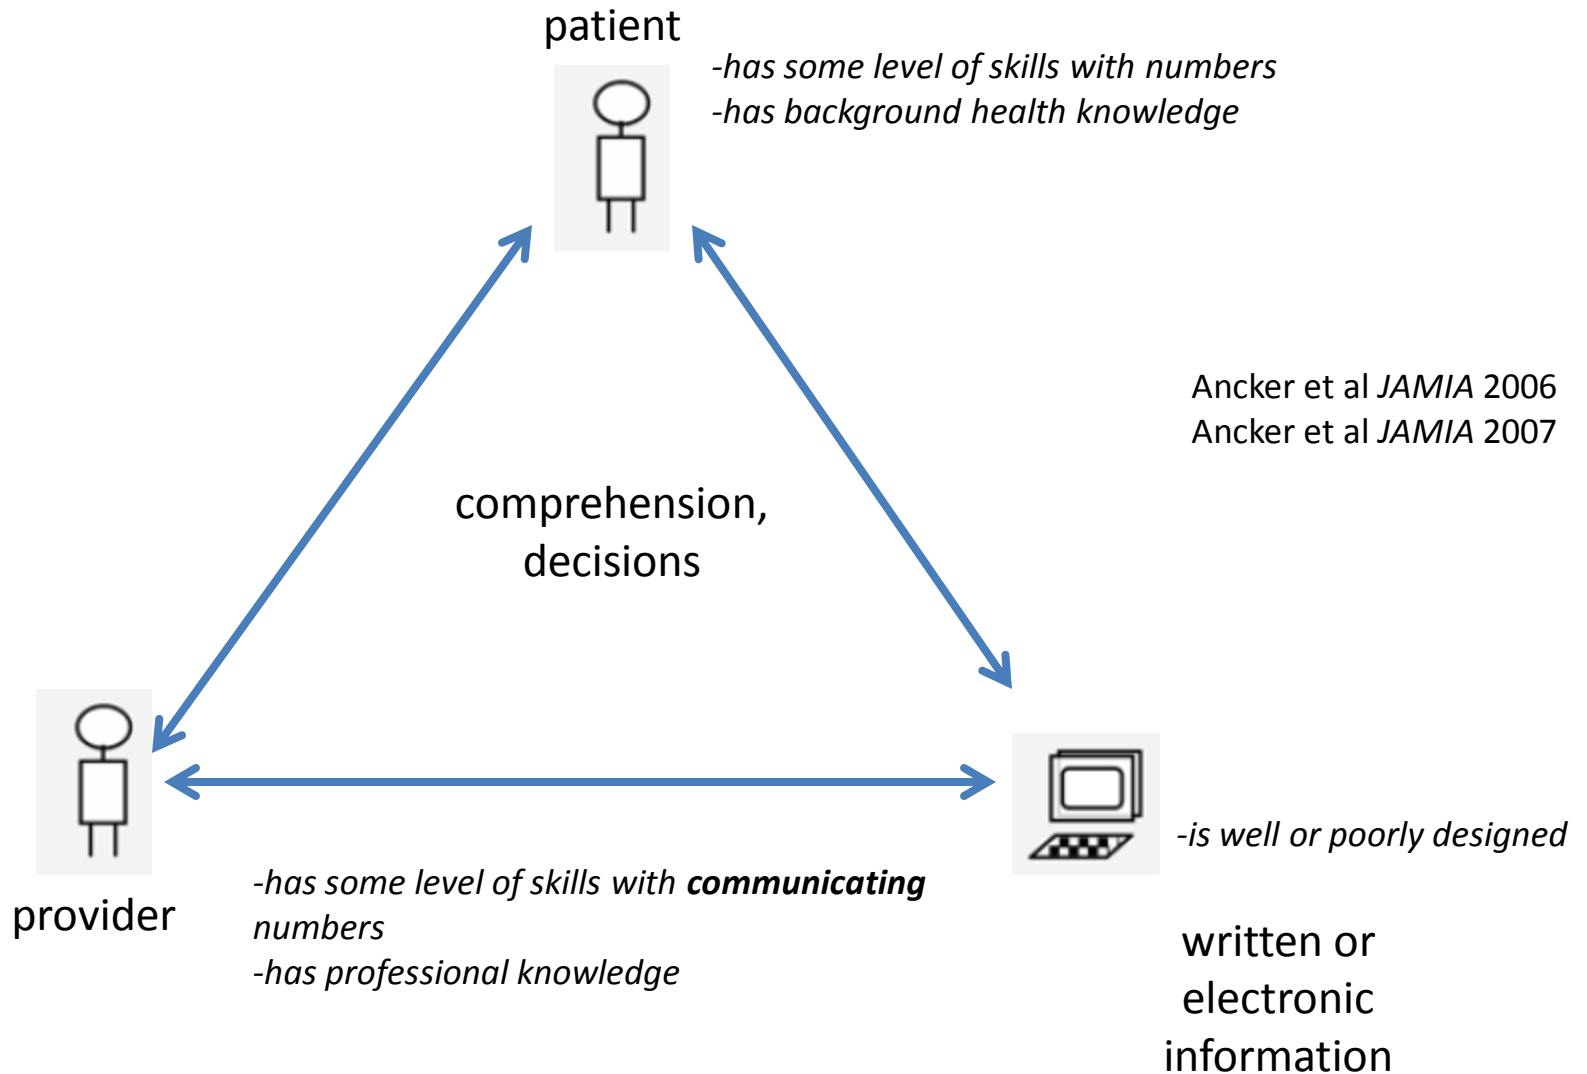 patient
-has some level of skills with numbers
-has background health knowledge
Ancker et al JAMIA 2006
Ancker et al JAMIA 2007
comprehension,
decisions
-is well or poorly designed
provider
-has some level of skills with communicating
numbers
-has professional knowledge
written or
electronic
information